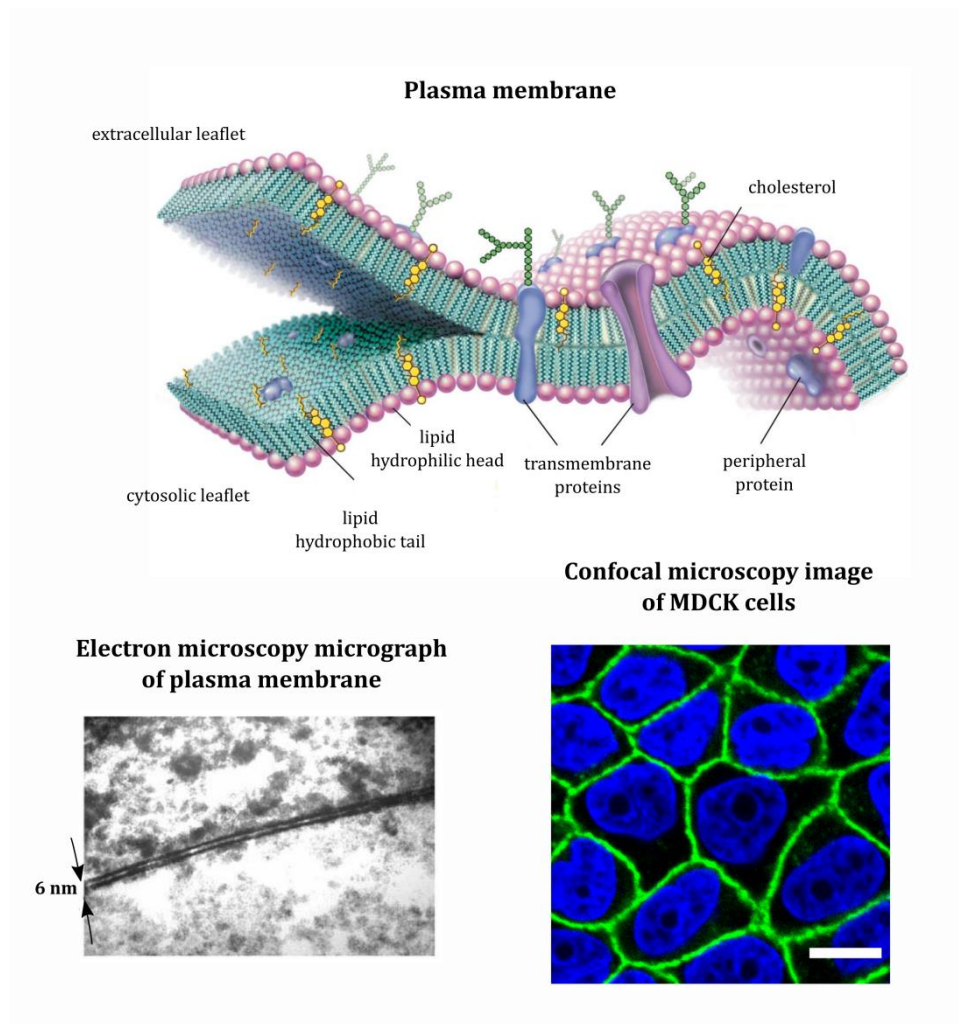 Plasma membrane
extracellular leaflet
cholesterol
lipid
hydrophilic head
transmembrane
proteins
peripheral
protein
cytosolic leaflet
lipid
hydrophobic tail
Confocal microscopy image
of MDCK cells
Electron microscopy micrograph
of plasma membrane
6 nm